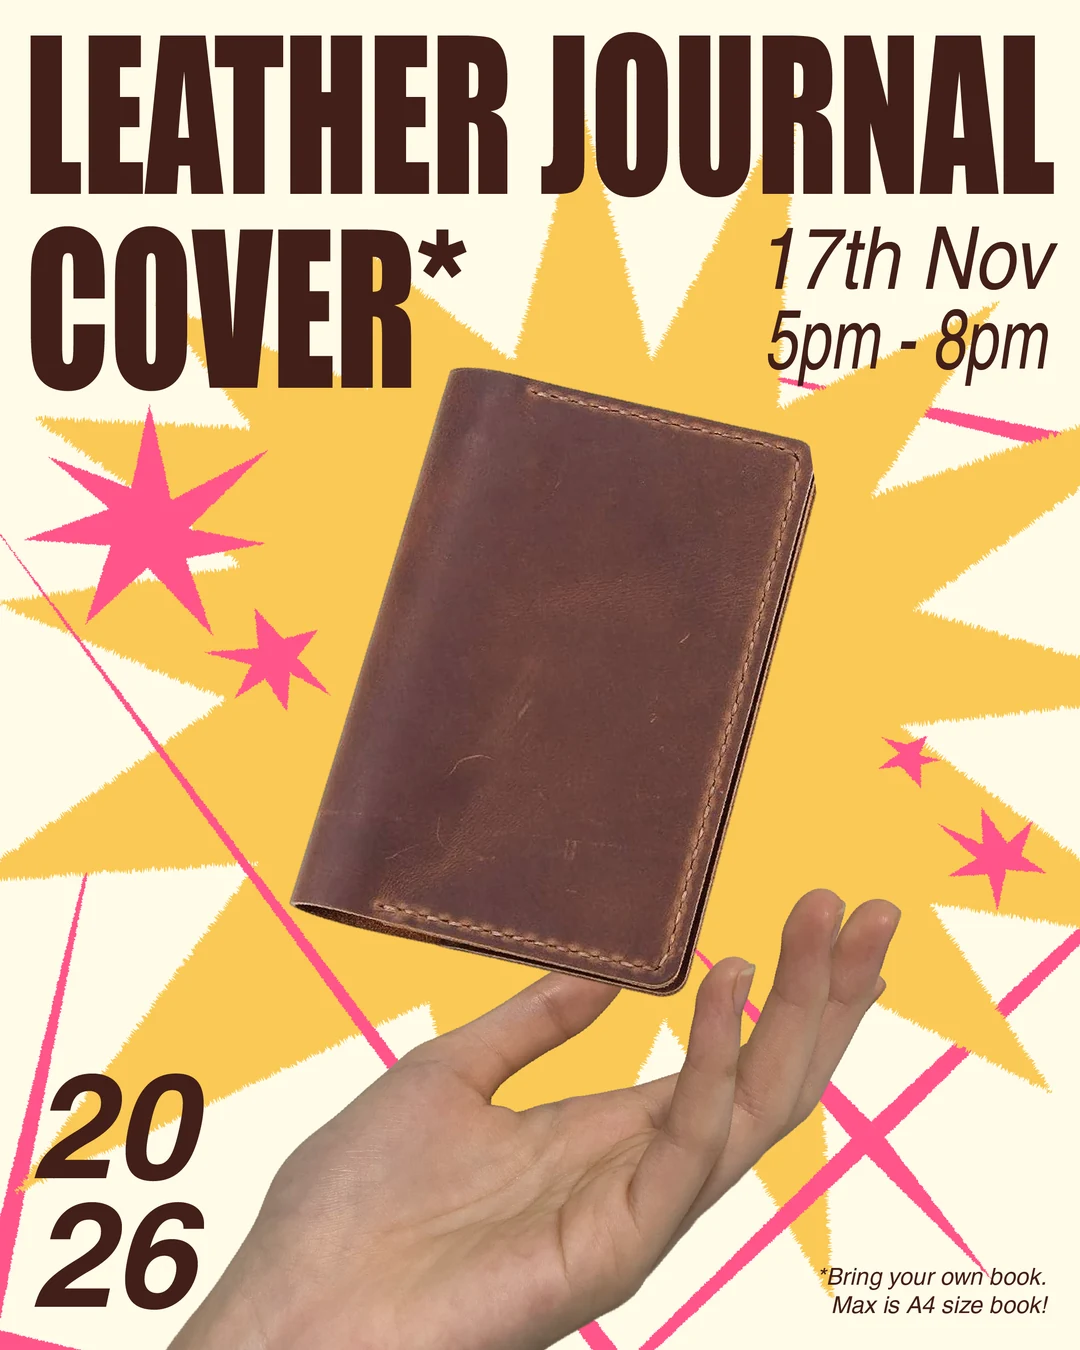 LEATHER JOURNAL
COVER*
17th Nov
5pm - 8pm
20
26
*Bring your own book.
Max is A4 size book!